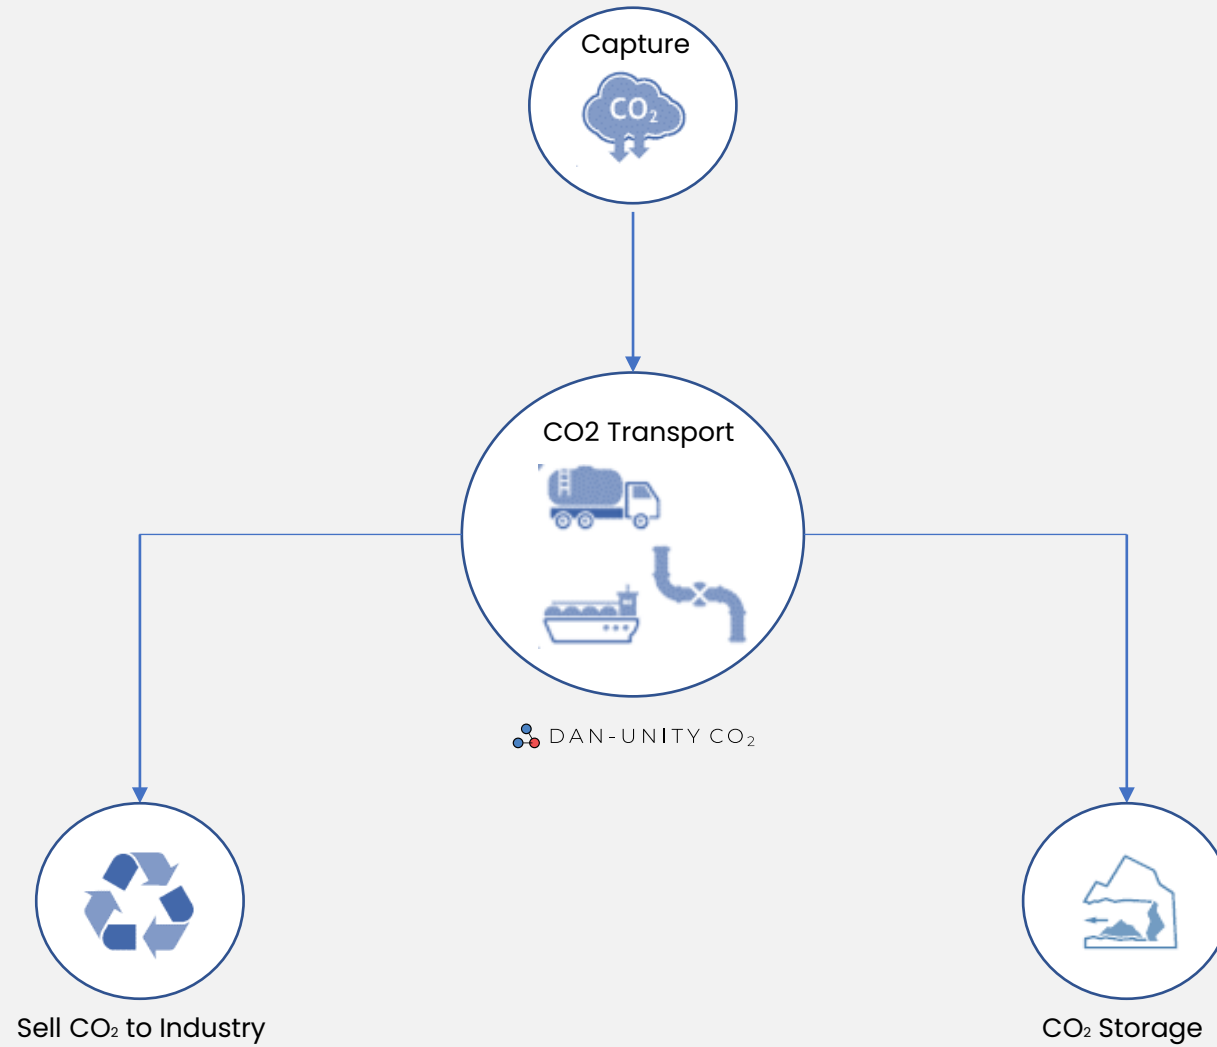 Capture
CO₂
CO2 Transport
DAN-UNITY CO₂
Sell CO₂ to Industry
CO₂ Storage